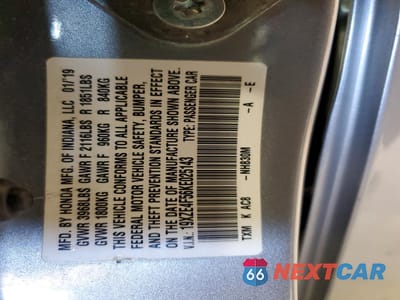 MFD. BY HONDA MFG. OF INDIANA, LLC 01/19
GVWR 3968LBS GAWR F 2116LBS R 1851LBS
GVWR 1800KG GAWR F 960KG R 840KG
THIS VEHICLE CONFORMS TO ALL APPLICABLE
FEDERAL MOTOR VEHICLE SAFETY, BUMPER,
AND THEFT PREVENTION STANDARDS IN EFFECT
ON THE DATE OF MANUFACTURE SHOWN ABOVE.
V.I.N.: 19XZE4F56KE025143 TYPE: PASSENGER CAR
NH830M -A -E
TXM K AC8
66 NEXTCAR